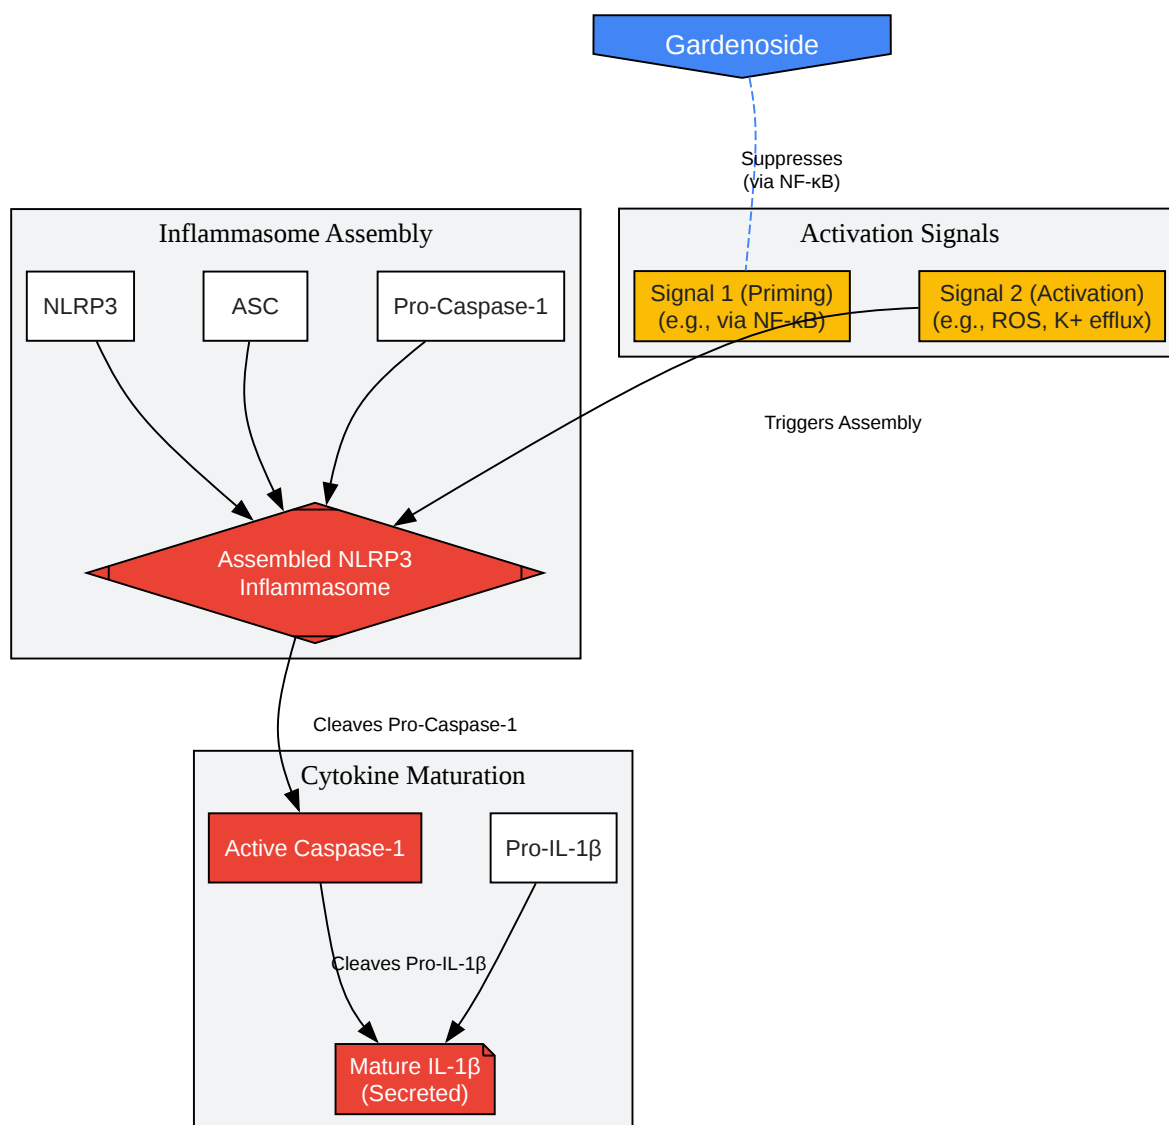 Gardenoside
Suppresses
(via NF-κB)
Inflammasome Assembly
Activation Signals
NLRP3
ASC
Pro-Caspase-1
Signal 1 (Priming)
(e.g., via NF-κB)
Signal 2 (Activation)
(e.g., ROS, K+ efflux)
Triggers Assembly
Assembled NLRP3
Inflammasome
Cleaves Pro-Caspase-1
Cytokine Maturation
Active Caspase-1
Pro-IL-1β
Cleaves Pro-IL-1β
Mature IL-1β
(Secreted)